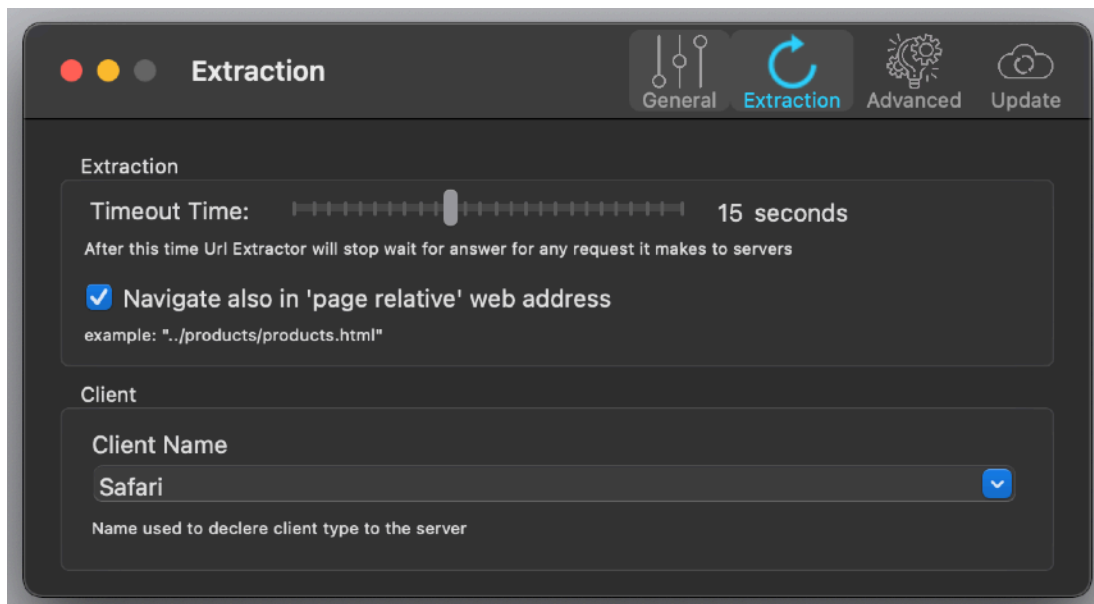 Extraction
General
Extraction
Advanced
Update
Extraction
Timeout Time:
15 seconds
After this time Url Extractor will stop wait for answer for any request it makes to servers
Navigate also in 'page relative' web address
example: "../products/products.html"
Client
Client Name
Safari
Name used to declere client type to the server